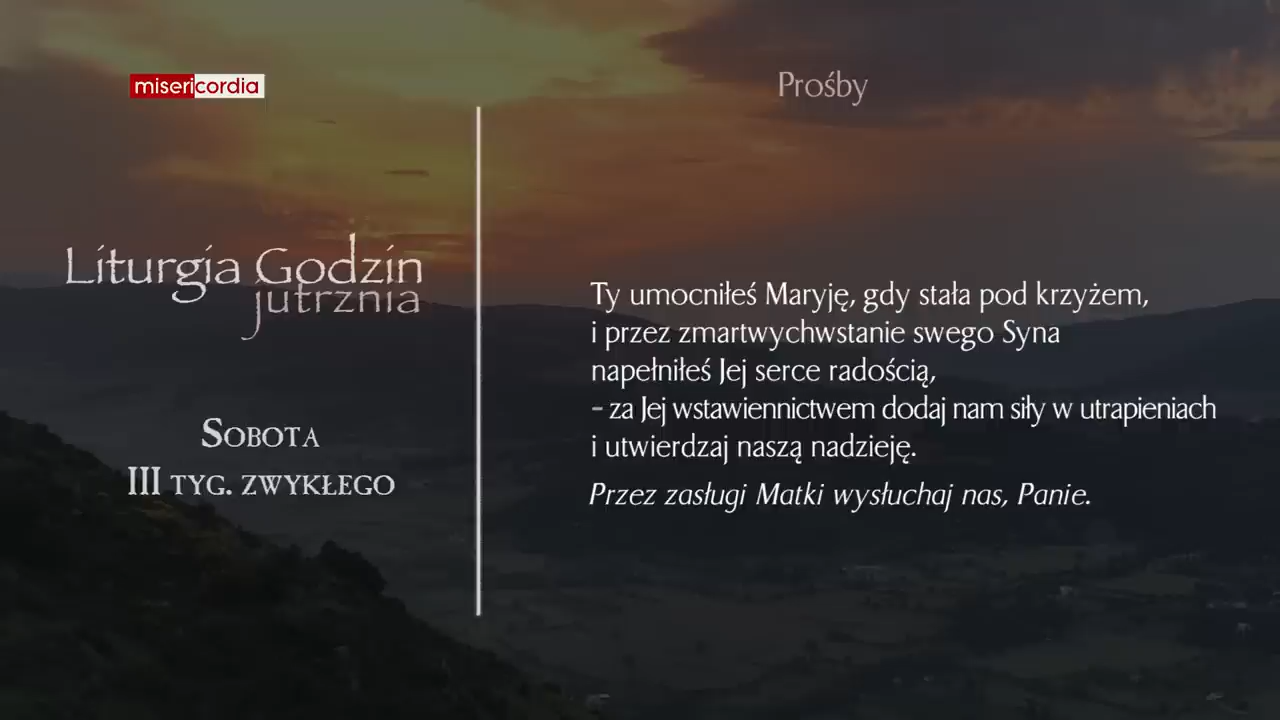 misericordia
Prośby
Liturgia Godzin
jutrznia
Sobota
III tyg. zwykłego
Ty umocniłeś Maryję, gdy stała pod krzyżem,
i przez zmartwychwstanie swego Syna
napełniłeś Jej serce radością,
- za Jej wstawiennictwem dodaj nam siły w utrapieniach
i utwierdzaj naszą nadzieję.
Przez zasługi Matki wysłuchaj nas, Panie.